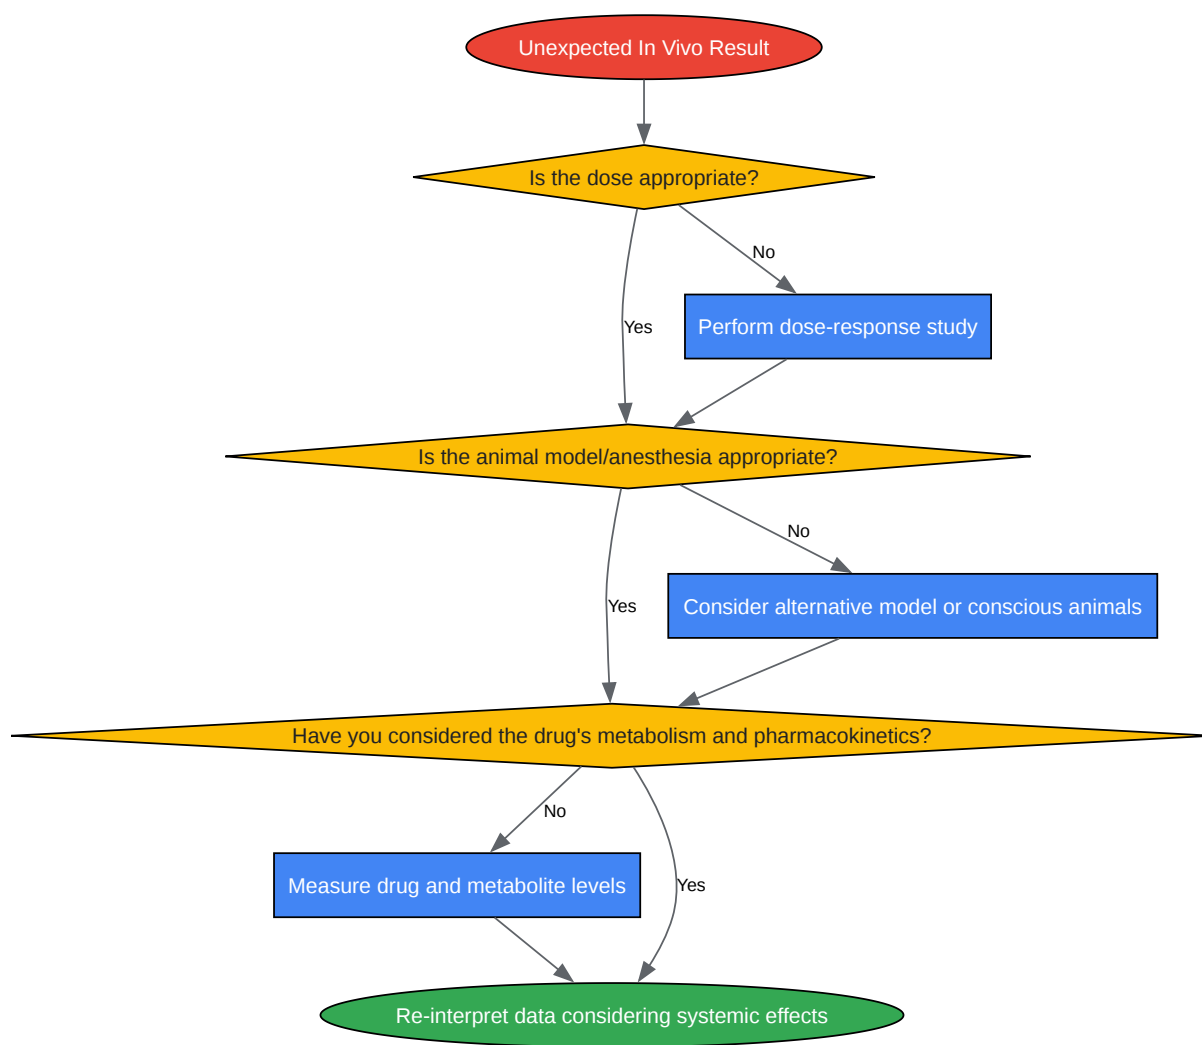 Unexpected In Vivo Result
Is the dose appropriate?
No
Yes
Perform dose-response study
Is the animal model/anesthesia appropriate?
No
Yes
Consider alternative model or conscious animals
Have you considered the drug's metabolism and pharmacokinetics?
No
Measure drug and metabolite levels
Yes
Re-interpret data considering systemic effects